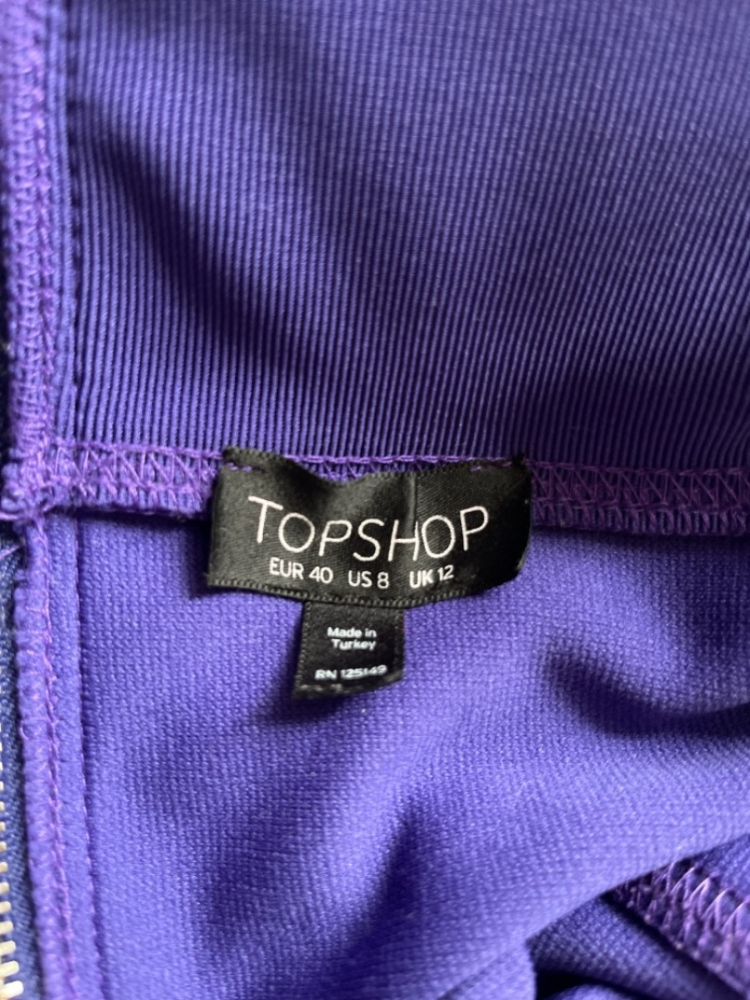 TOPSHOP
EUR 40 US 8 UK 12
Made in
Turkey
RN 125149